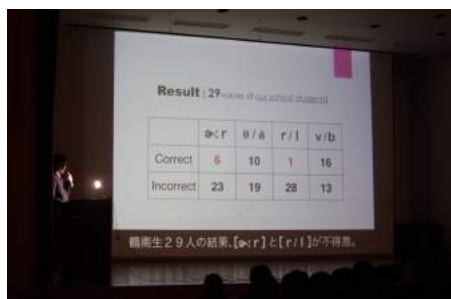 Result [ 29 voices of our school students]
ɚːr θ/ð r/l v/b
Correct 6 10 1 16
Incorrect 23 19 28 13
鶴南生29人の結果、[ɚːr]と[r/l]が不得意。